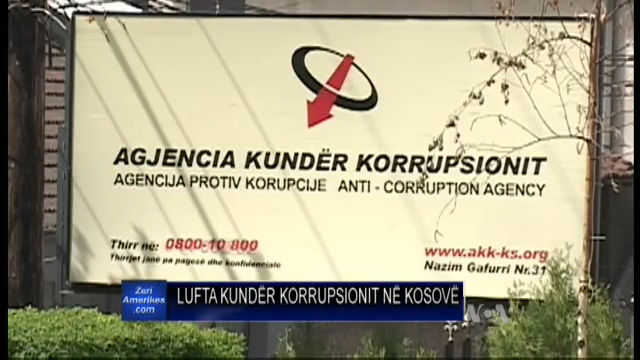 AGJENCIA KUNDËR KORRUPSIONIT
AGENCIJA PROTIV KORUPCIJE ANTI - CORRUPTION AGENCY
Thirr në: 0800-10 800
Thirrjet janë pa pagesë dhe konfidenciale
www.akk-ks.org
Nazim Gafurri Nr.31
Zeri
Amerikes
.com
LUFTA KUNDËR KORRUPSIONIT NË KOSOVË
VOA